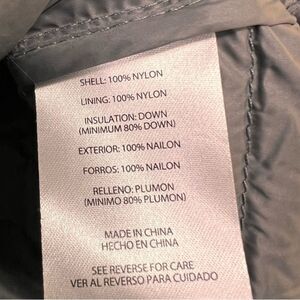 SHELL: 100% NYLON
LINING: 100% NYLON
INSULATION: DOWN
(MINIMUM 80% DOWN)
EXTERIOR: 100% NAILON
FORROS: 100% NAILON
RELLENO: PLUMON
(MINIMO 80% PLUMON)
MADE IN CHINA
HECHO EN CHINA
SEE REVERSE FOR CARE
VER AL REVERSO PARA CUIDADO